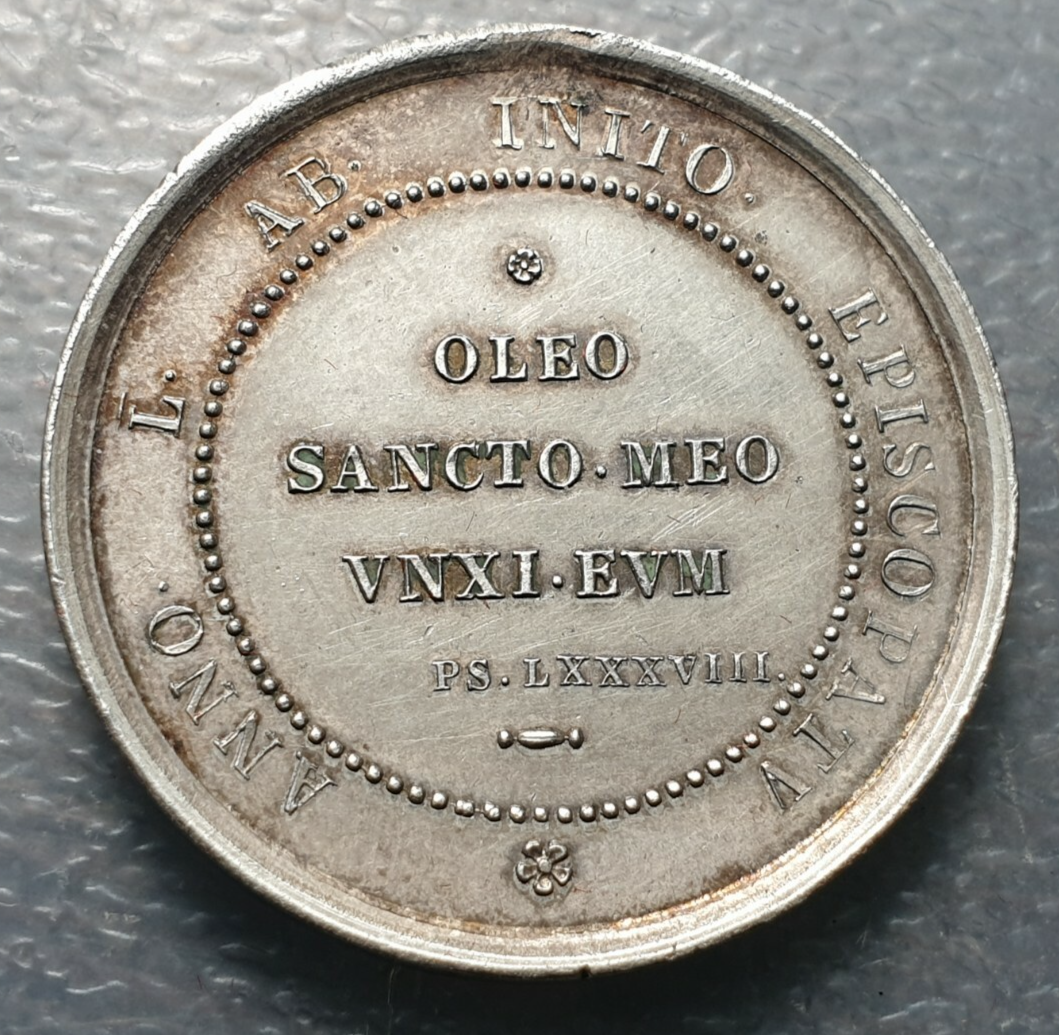 ANNO· L̄· AB· INITO· EPISCOPATV
OLEO
SANCTO·MEO
VNXI·EVM
PS.LXXXVIII.